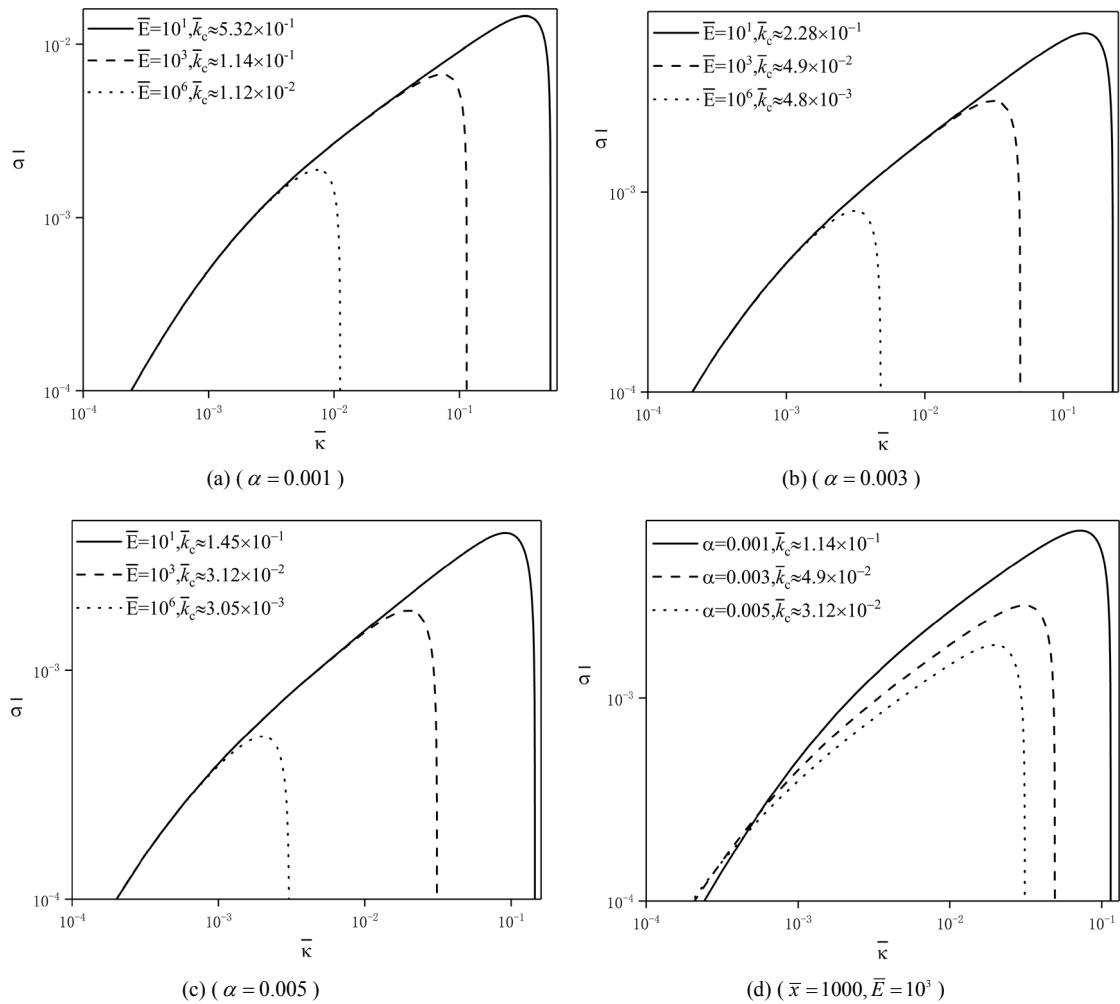 E̅=10¹,k̅c≈5.32×10⁻¹
E̅=10³,k̅c≈1.14×10⁻¹
E̅=10⁶,k̅c≈1.12×10⁻²
10⁻²
10⁻³
10⁻⁴
σ̅
10⁻⁴ 10⁻³ 10⁻² 10⁻¹
κ̅
(a) ( α = 0.001 )
E̅=10¹,k̅c≈2.28×10⁻¹
E̅=10³,k̅c≈4.9×10⁻²
E̅=10⁶,k̅c≈4.8×10⁻³
10⁻³
10⁻⁴
σ̅
10⁻⁴ 10⁻³ 10⁻² 10⁻¹
κ̅
(b) ( α = 0.003 )
E̅=10¹,k̅c≈1.45×10⁻¹
E̅=10³,k̅c≈3.12×10⁻²
E̅=10⁶,k̅c≈3.05×10⁻³
10⁻³
10⁻⁴
σ̅
10⁻⁴ 10⁻³ 10⁻² 10⁻¹
κ̅
(c) ( α = 0.005 )
α=0.001,k̅c≈1.14×10⁻¹
α=0.003,k̅c≈4.9×10⁻²
α=0.005,k̅c≈3.12×10⁻²
10⁻³
10⁻⁴
σ̅
10⁻⁴ 10⁻³ 10⁻² 10⁻¹
κ̅
(d) ( x̅ = 1000, E̅ = 10³ )